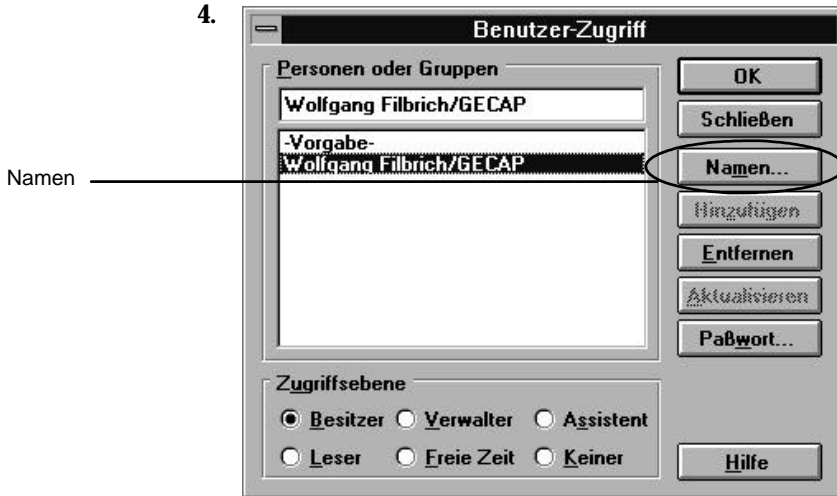 4.
Benutzer-Zugriff
Personen oder Gruppen
Wolfgang Filbrich/GECAP
-Vorgabe-
Wolfgang Filbrich/GECAP
Namen
OK
Schließen
Namen...
Hinzufügen
Entfernen
Aktualisieren
Paßwort...
Zugriffsebene
Besitzer Verwalter Assistent
Leser Freie Zeit Keiner
Hilfe